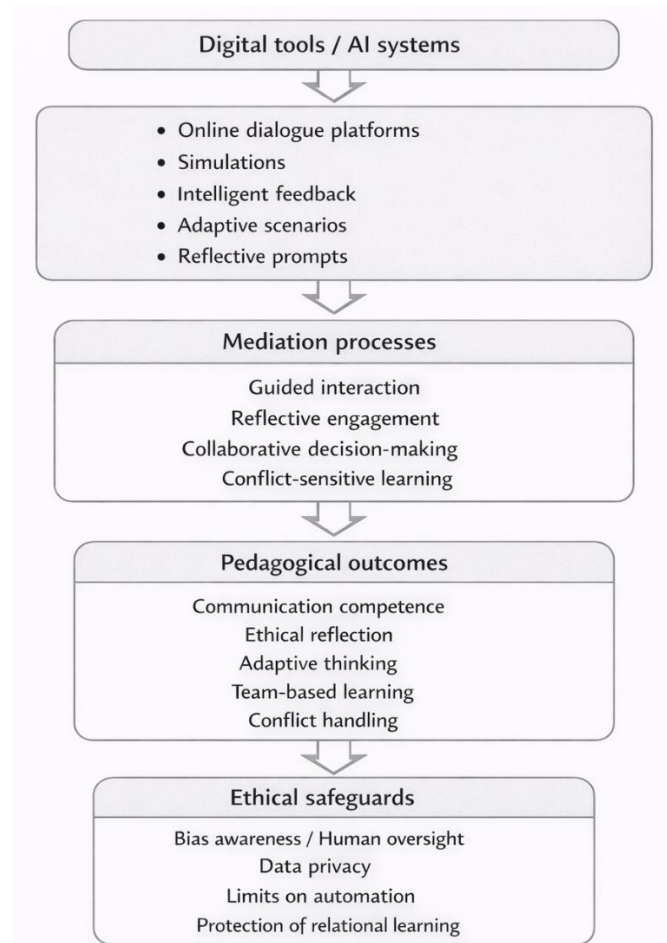 Digital tools / AI systems
• Online dialogue platforms
• Simulations
• Intelligent feedback
• Adaptive scenarios
• Reflective prompts
Mediation processes
Guided interaction
Reflective engagement
Collaborative decision-making
Conflict-sensitive learning
Pedagogical outcomes
Communication competence
Ethical reflection
Adaptive thinking
Team-based learning
Conflict handling
Ethical safeguards
Bias awareness / Human oversight
Data privacy
Limits on automation
Protection of relational learning